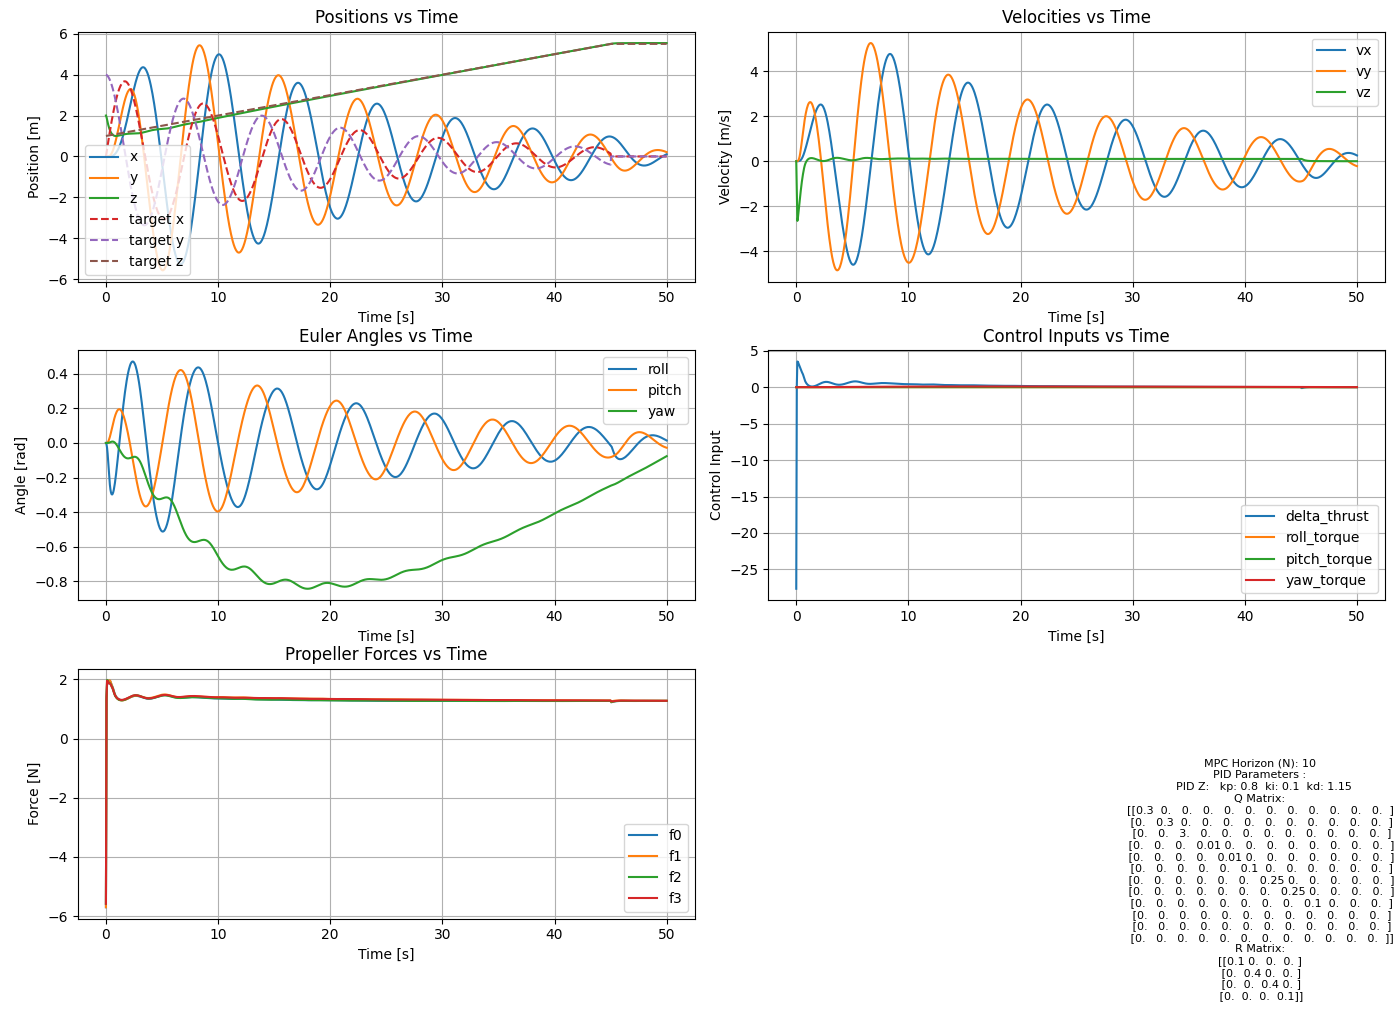 Positions vs Time
Position [m]
6
4
2
0
−2
−4
−6
x
y
z
target x
target y
target z
0 10 20 30 40 50
Time [s]
Velocities vs Time
Velocity [m/s]
4
2
0
−2
−4
vx
vy
vz
0 10 20 30 40 50
Time [s]
Euler Angles vs Time
Angle [rad]
0.4
0.2
0.0
−0.2
−0.4
−0.6
−0.8
roll
pitch
yaw
0 10 20 30 40 50
Time [s]
Control Inputs vs Time
Control Input
5
0
−5
−10
−15
−20
−25
delta_thrust
roll_torque
pitch_torque
yaw_torque
0 10 20 30 40 50
Time [s]
Propeller Forces vs Time
Force [N]
2
0
−2
−4
−6
f0
f1
f2
f3
0 10 20 30 40 50
Time [s]
MPC Horizon (N): 10
PID Parameters :
PID Z: kp: 0.8 ki: 0.1 kd: 1.15
Q Matrix:
[[0.3 0. 0. 0. 0. 0. 0. 0. 0. 0. 0. 0. ]
[0. 0.3 0. 0. 0. 0. 0. 0. 0. 0. 0. 0. ]
[0. 0. 3. 0. 0. 0. 0. 0. 0. 0. 0. 0. ]
[0. 0. 0. 0.01 0. 0. 0. 0. 0. 0. 0. 0. ]
[0. 0. 0. 0. 0.01 0. 0. 0. 0. 0. 0. 0. ]
[0. 0. 0. 0. 0. 0.1 0. 0. 0. 0. 0. 0. ]
[0. 0. 0. 0. 0. 0. 0.25 0. 0. 0. 0. 0. ]
[0. 0. 0. 0. 0. 0. 0. 0.25 0. 0. 0. 0. ]
[0. 0. 0. 0. 0. 0. 0. 0. 0.1 0. 0. 0. ]
[0. 0. 0. 0. 0. 0. 0. 0. 0. 0. 0. 0. ]
[0. 0. 0. 0. 0. 0. 0. 0. 0. 0. 0. 0. ]
[0. 0. 0. 0. 0. 0. 0. 0. 0. 0. 0. 0. ]]
R Matrix:
[[0.1 0. 0. 0. ]
[0. 0.4 0. 0. ]
[0. 0. 0.4 0. ]
[0. 0. 0. 0.1]]